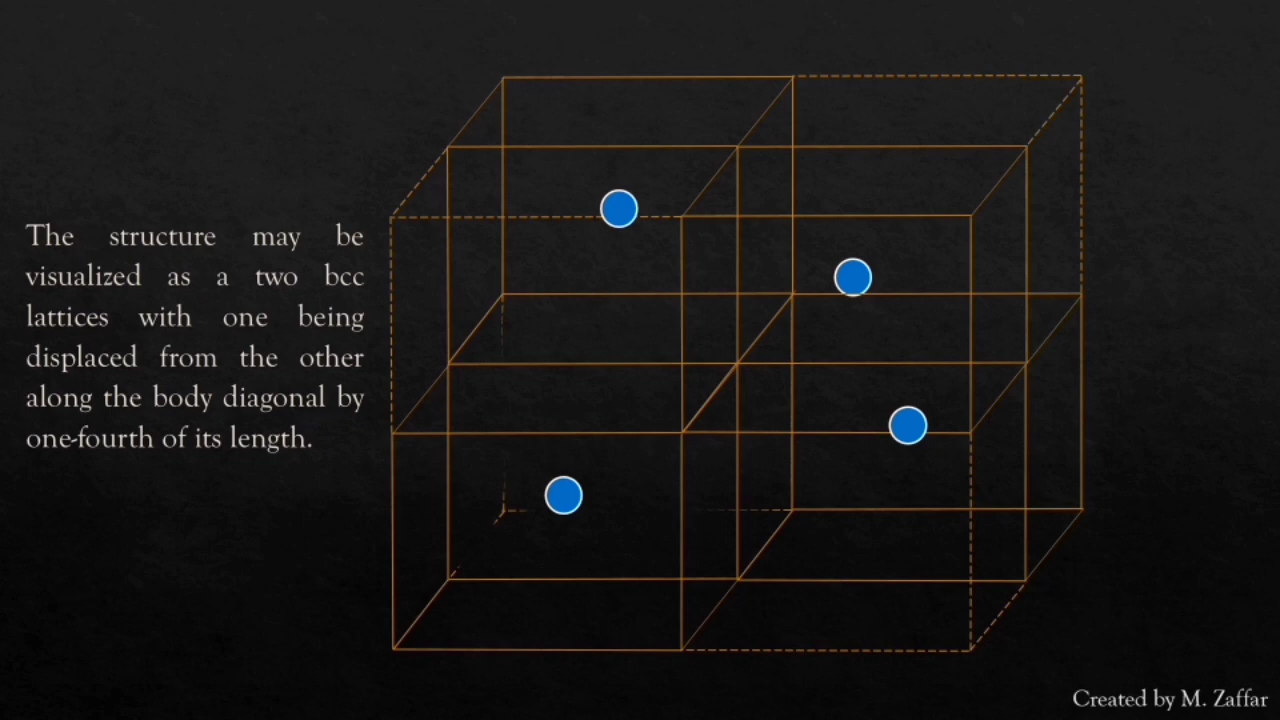 The structure may be
visualized as a two bcc
lattices with one being
displaced from the other
along the body diagonal by
one-fourth of its length.
Created by M. Zaffar